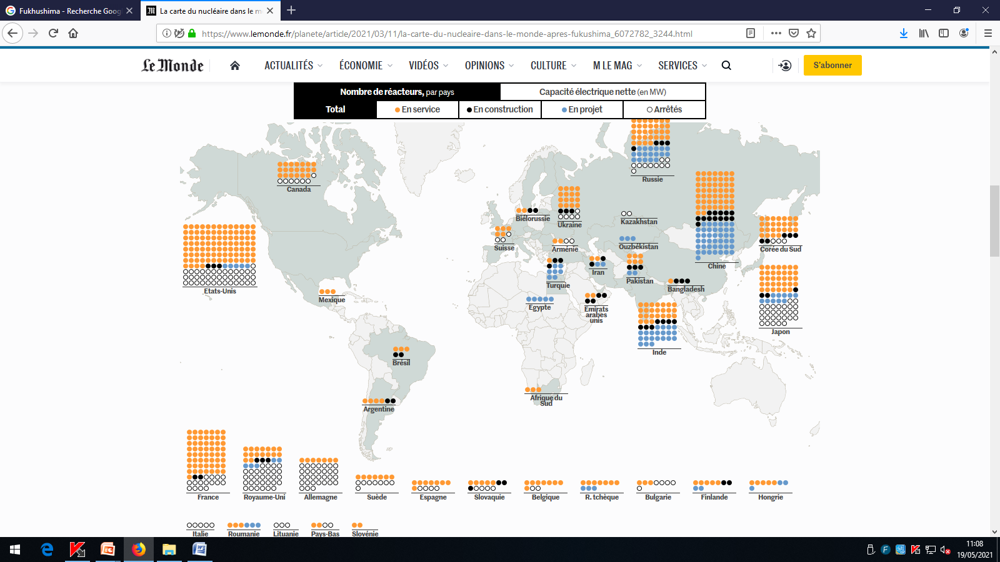 Fukhushima - Recherche Goog
La carte du nucléaire dans le m
https://www.lemonde.fr/planete/article/2021/03/11/la-carte-du-nucleaire-dans-le-monde-apres-fukushima_6072782_3244.html
Le Monde
ACTUALITÉS
ÉCONOMIE
VIDÉOS
OPINIONS
CULTURE
M LE MAG
SERVICES
S'abonner
Nombre de réacteurs, par pays
Capacité électrique nette (en MW)
Total
En service
En construction
En projet
Arrêtés
Russie
Canada
Biélorussie
Ukraine
Kazakhstan
Suisse
Arménie
Ouzbékistan
Corée du Sud
Chine
Iran
Pakistan
Turquie
Bangladesh
Etats-Unis
Mexique
Egypte
Emirats
arabes
unis
Japon
Inde
Brésil
Afrique du
Sud
Argentine
France
Royaume-Uni
Allemagne
Suède
Espagne
Slovaquie
Belgique
R. tchèque
Bulgarie
Finlande
Hongrie
Italie
Roumanie
Lituanie
Pays-Bas
Slovénie
11:08
19/05/2021